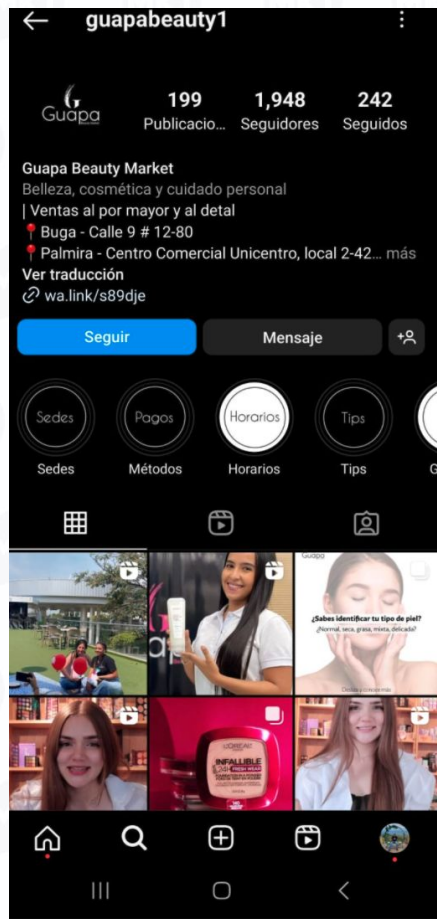 guapabeauty1
Guapa
199
Publicacio...
1,948
Seguidores
242
Seguidos
Guapa Beauty Market
Belleza, cosmética y cuidado personal
| Ventas al por mayor y al detal
Buga - Calle 9 # 12-80
Palmira - Centro Comercial Unicentro, local 2-42... más
Ver traducción
wa.link/s89dje
Seguir
Mensaje
Sedes
Pagos
Horarios
Tips
Sedes
Métodos
Horarios
Tips
G
Guapa
¿Sabes identificar tu tipo de piel?
¿Normal, seca, grasa, mixta, delicada?
L'ORÉAL
INFALLIBLE
24H FRESH WEAR